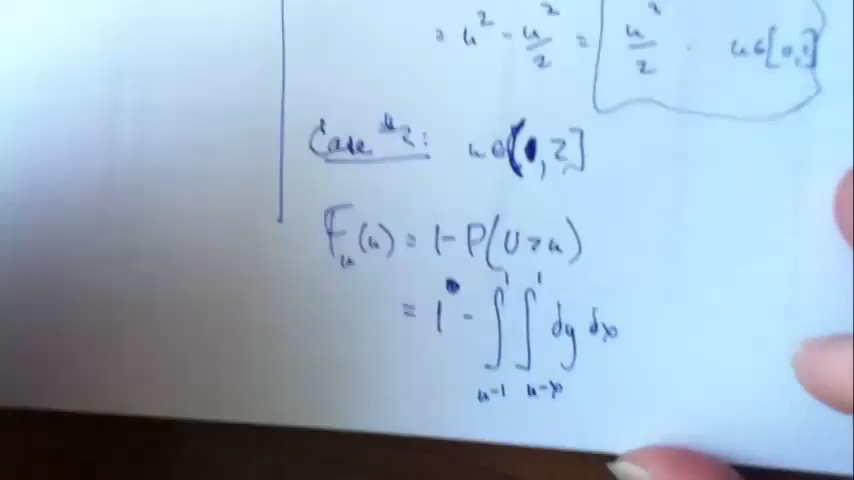 = u² - u²/2 = u²/2 . u ∈ [0,1]
Case #2: u ∈ (1,2]
F_u(u) = 1 - P(U > u)
= 1 - ∫_{u-1}^{1} ∫_{u-x}^{1} dy dx